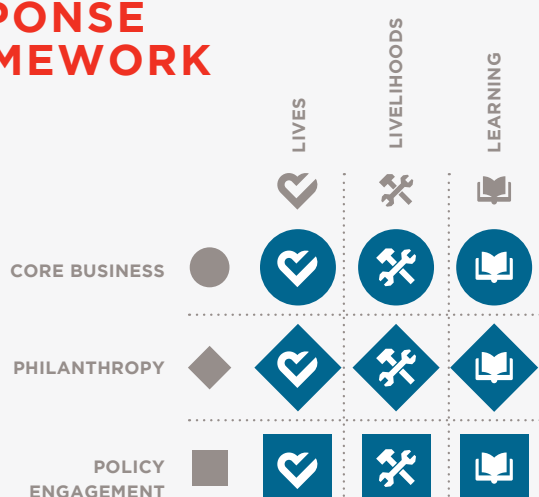 PONSE
MEWORK
LIVES
LIVELIHOODS
LEARNING
CORE BUSINESS
PHILANTHROPY
POLICY
ENGAGEMENT